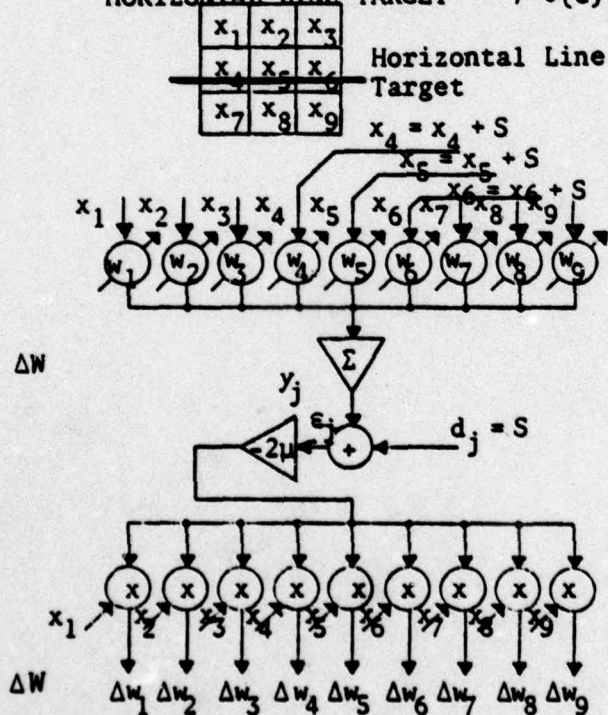 HORIZONTAL LINE TARGET
x1 x2 x3
x4 x5 x6
Horizontal Line
Target
x7 x8 x9
x4 = x4 + S
x5 = x5 + S
x6 = x6 + S
x1 x2 x3 x4 x5 x6 x7 x8 x9
w1 w2 w3 w4 w5 w6 w7 w8 w9
ΔW
Σ
yj
εj
-2μ
+
dj = S
x x x x x x x x x
x1 x2 x3 x4 x5 x6 x7 x8 x9
ΔW
Δw1 Δw2 Δw3 Δw4 Δw5 Δw6 Δw7 Δw8 Δw9